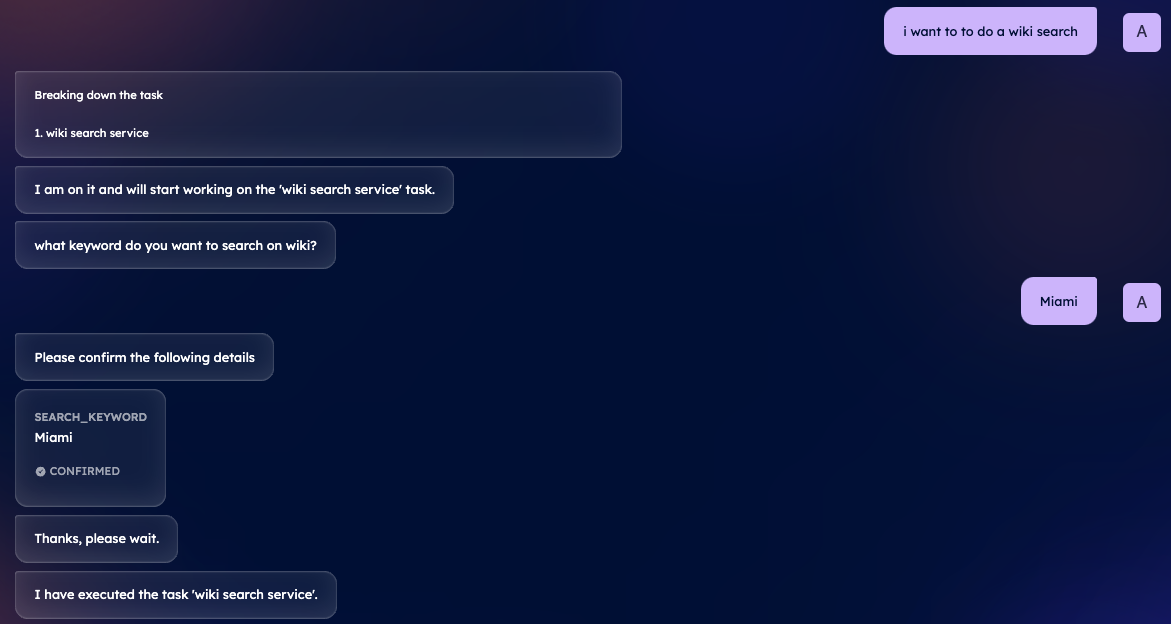 i want to to do a wiki search
A
Breaking down the task
1. wiki search service
I am on it and will start working on the 'wiki search service' task.
what keyword do you want to search on wiki?
Miami
A
Please confirm the following details
SEARCH_KEYWORD
Miami
CONFIRMED
Thanks, please wait.
I have executed the task 'wiki search service'.